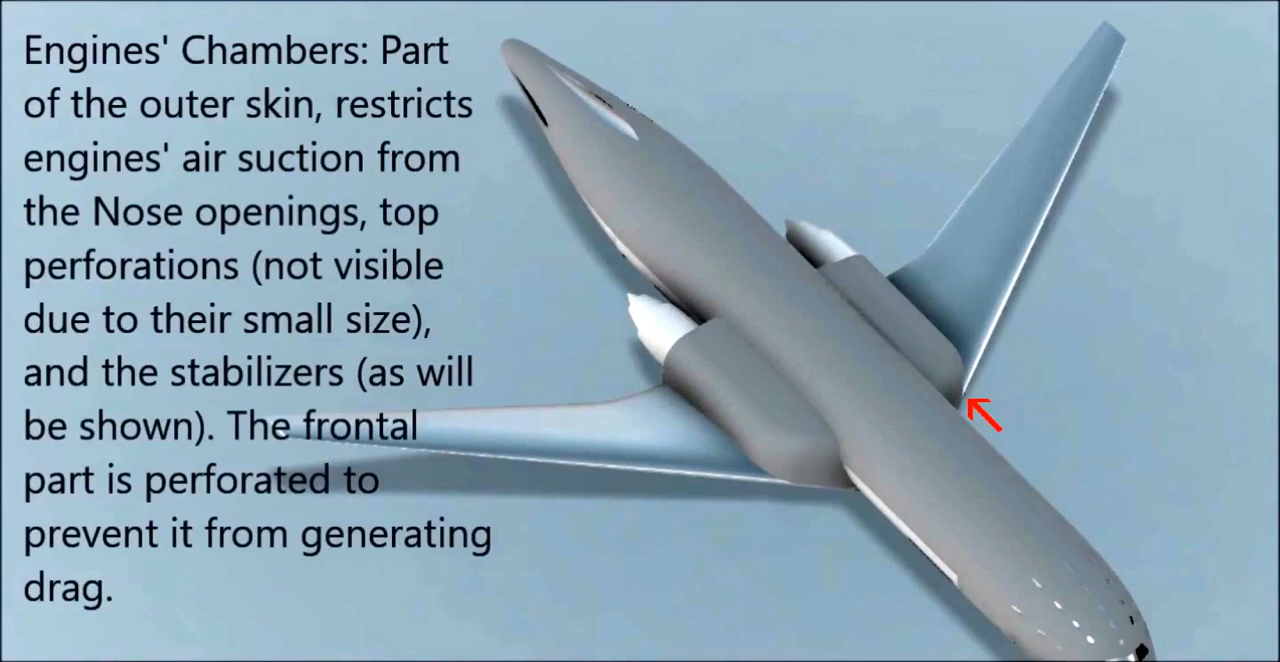 Engines' Chambers: Part
of the outer skin, restricts
engines' air suction from
the Nose openings, top
perforations (not visible
due to their small size),
and the stabilizers (as will
be shown). The frontal
part is perforated to
prevent it from generating
drag.